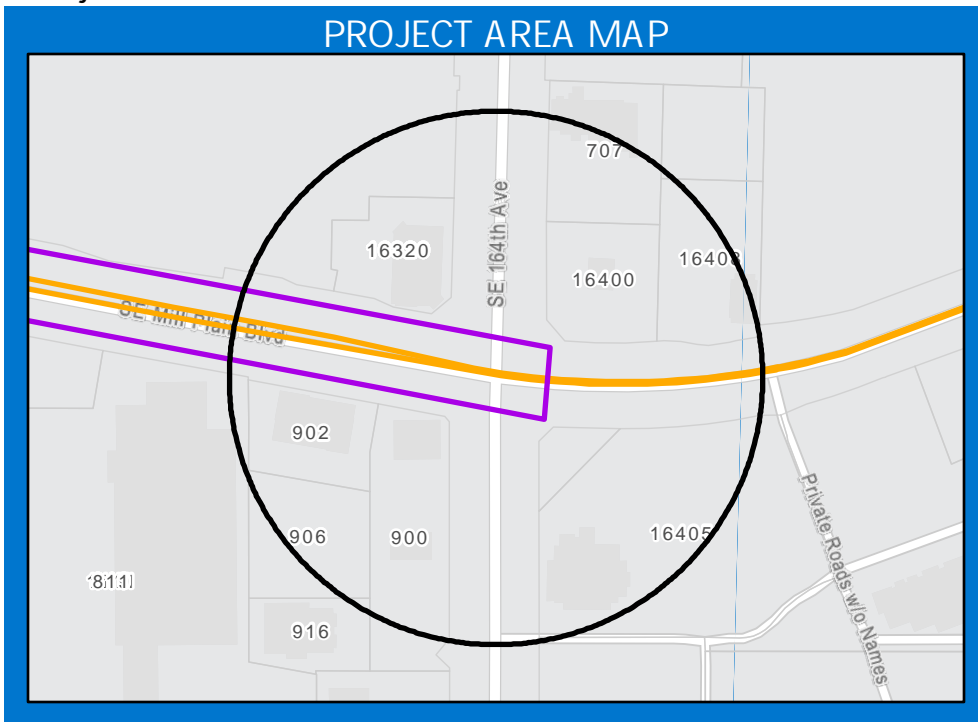 PROJECT AREA MAP
707
SE 164th Ave
16320
16408
16400
SE Mill Plain Blvd
902
Private Roads w/o Names
906
900
16405
916